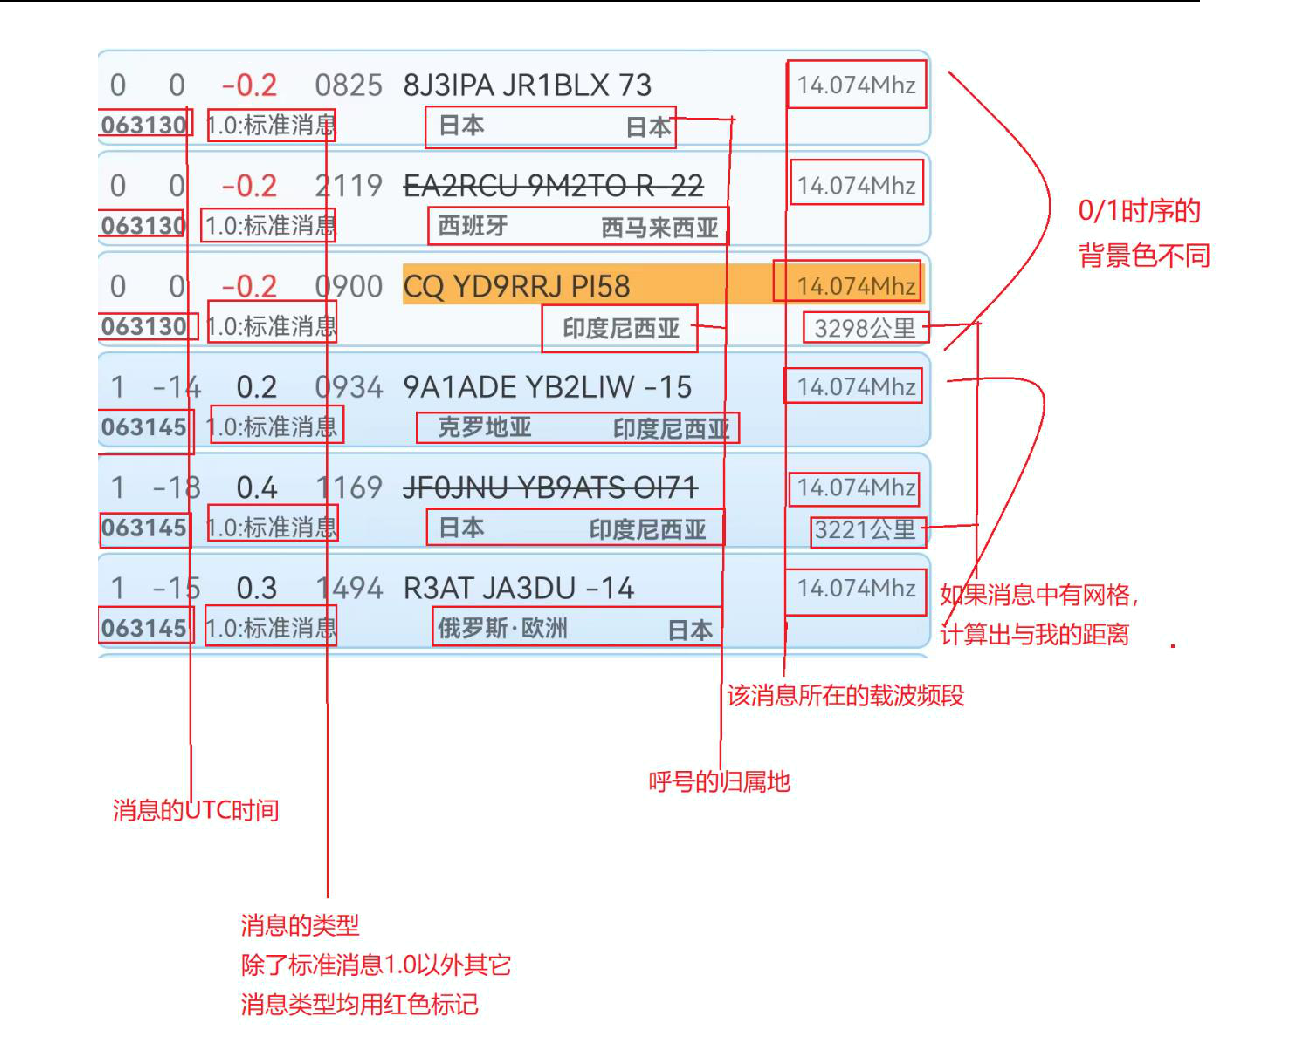 0 0 -0.2 0825 8J3IPA JR1BLX 73 14.074Mhz
063130 1.0:标准消息 日本 日本
0 0 -0.2 2119 EA2RCU 9M2TO R-22 14.074Mhz
063130 1.0:标准消息 西班牙 西马来西亚
0/1时序的
背景色不同
0 0 -0.2 0900 CQ YD9RRJ PI58 14.074Mhz
063130 1.0:标准消息 印度尼西亚 3298公里
1 -14 0.2 0934 9A1ADE YB2LIW -15 14.074Mhz
063145 1.0:标准消息 克罗地亚 印度尼西亚
1 -18 0.4 1169 JF0JNU YB9ATS OI71 14.074Mhz
063145 1.0:标准消息 日本 印度尼西亚 3221公里
1 -15 0.3 1494 R3AT JA3DU -14 14.074Mhz
063145 1.0:标准消息 俄罗斯·欧洲 日本
如果消息中有网格，
计算出与我的距离
该消息所在的载波频段
呼号的归属地
消息的UTC时间
消息的类型
除了标准消息1.0以外其它
消息类型均用红色标记